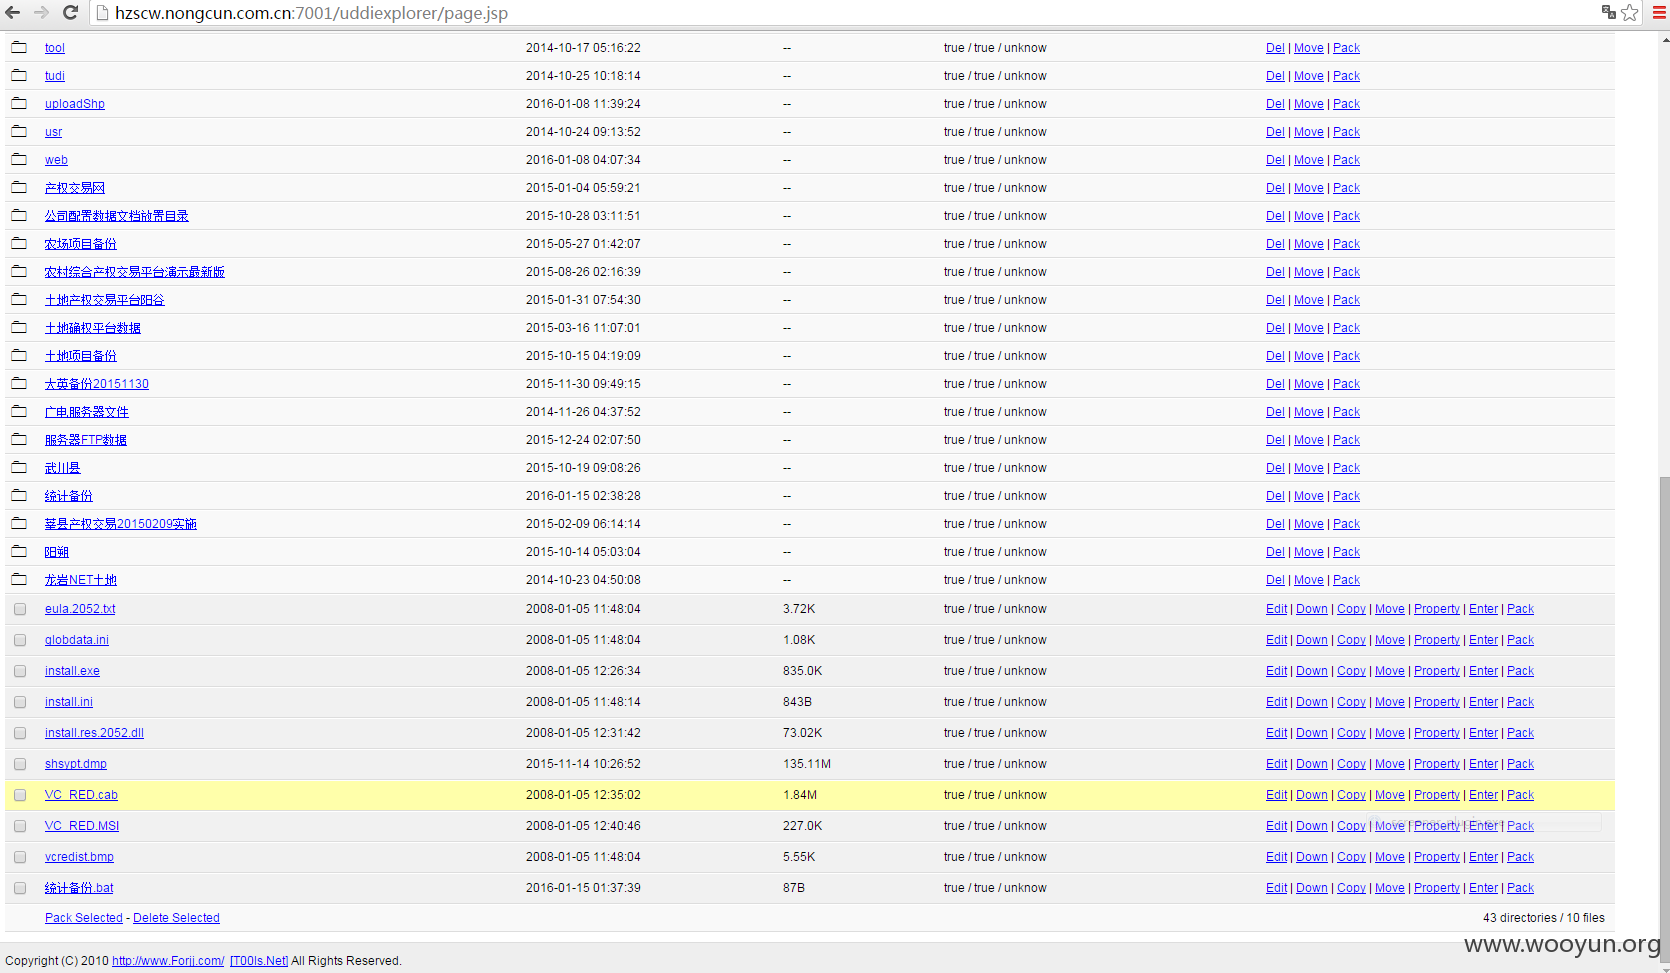 hzscw.nongcun.com.cn:7001/uddiexplorer/page.jsp
tool 2014-10-17 05:16:22 -- true / true / unknow Del | Move | Pack
tudi 2014-10-25 10:18:14 -- true / true / unknow Del | Move | Pack
uploadShp 2016-01-08 11:39:24 -- true / true / unknow Del | Move | Pack
usr 2014-10-24 09:13:52 -- true / true / unknow Del | Move | Pack
web 2016-01-08 04:07:34 -- true / true / unknow Del | Move | Pack
产权交易网 2015-01-04 05:59:21 -- true / true / unknow Del | Move | Pack
公司配置数据文档放置目录 2015-10-28 03:11:51 -- true / true / unknow Del | Move | Pack
农场项目备份 2015-05-27 01:42:07 -- true / true / unknow Del | Move | Pack
农村综合产权交易平台演示最新版 2015-08-26 02:16:39 -- true / true / unknow Del | Move | Pack
土地产权交易平台阳谷 2015-01-31 07:54:30 -- true / true / unknow Del | Move | Pack
土地确权平台数据 2015-03-16 11:07:01 -- true / true / unknow Del | Move | Pack
土地项目备份 2015-10-15 04:19:09 -- true / true / unknow Del | Move | Pack
大英备份20151130 2015-11-30 09:49:15 -- true / true / unknow Del | Move | Pack
广电服务器文件 2014-11-26 04:37:52 -- true / true / unknow Del | Move | Pack
服务器FTP数据 2015-12-24 02:07:50 -- true / true / unknow Del | Move | Pack
武川县 2015-10-19 09:08:26 -- true / true / unknow Del | Move | Pack
统计备份 2016-01-15 02:38:28 -- true / true / unknow Del | Move | Pack
莘县产权交易20150209实施 2015-02-09 06:14:14 -- true / true / unknow Del | Move | Pack
阳朔 2015-10-14 05:03:04 -- true / true / unknow Del | Move | Pack
龙岩NET土地 2014-10-23 04:50:08 -- true / true / unknow Del | Move | Pack
eula.2052.txt 2008-01-05 11:48:04 3.72K true / true / unknow Edit | Down | Copy | Move | Property | Enter | Pack
globdata.ini 2008-01-05 11:48:04 1.08K true / true / unknow Edit | Down | Copy | Move | Property | Enter | Pack
install.exe 2008-01-05 12:26:34 835.0K true / true / unknow Edit | Down | Copy | Move | Property | Enter | Pack
install.ini 2008-01-05 11:48:14 843B true / true / unknow Edit | Down | Copy | Move | Property | Enter | Pack
install.res.2052.dll 2008-01-05 12:31:42 73.02K true / true / unknow Edit | Down | Copy | Move | Property | Enter | Pack
shsypt.dmp 2015-11-14 10:26:52 135.11M true / true / unknow Edit | Down | Copy | Move | Property | Enter | Pack
VC_RED.cab 2008-01-05 12:35:02 1.84M true / true / unknow Edit | Down | Copy | Move | Property | Enter | Pack
VC_RED.MSI 2008-01-05 12:40:46 227.0K true / true / unknow Edit | Down | Copy | Move | Property | Enter | Pack
vcredist.bmp 2008-01-05 11:48:04 5.55K true / true / unknow Edit | Down | Copy | Move | Property | Enter | Pack
统计备份.bat 2016-01-15 01:37:39 87B true / true / unknow Edit | Down | Copy | Move | Property | Enter | Pack
Pack Selected - Delete Selected 43 directories / 10 files
www.wooyun.org
Copyright (C) 2010 http://www.Forjj.com/ [T00ls.Net] All Rights Reserved.